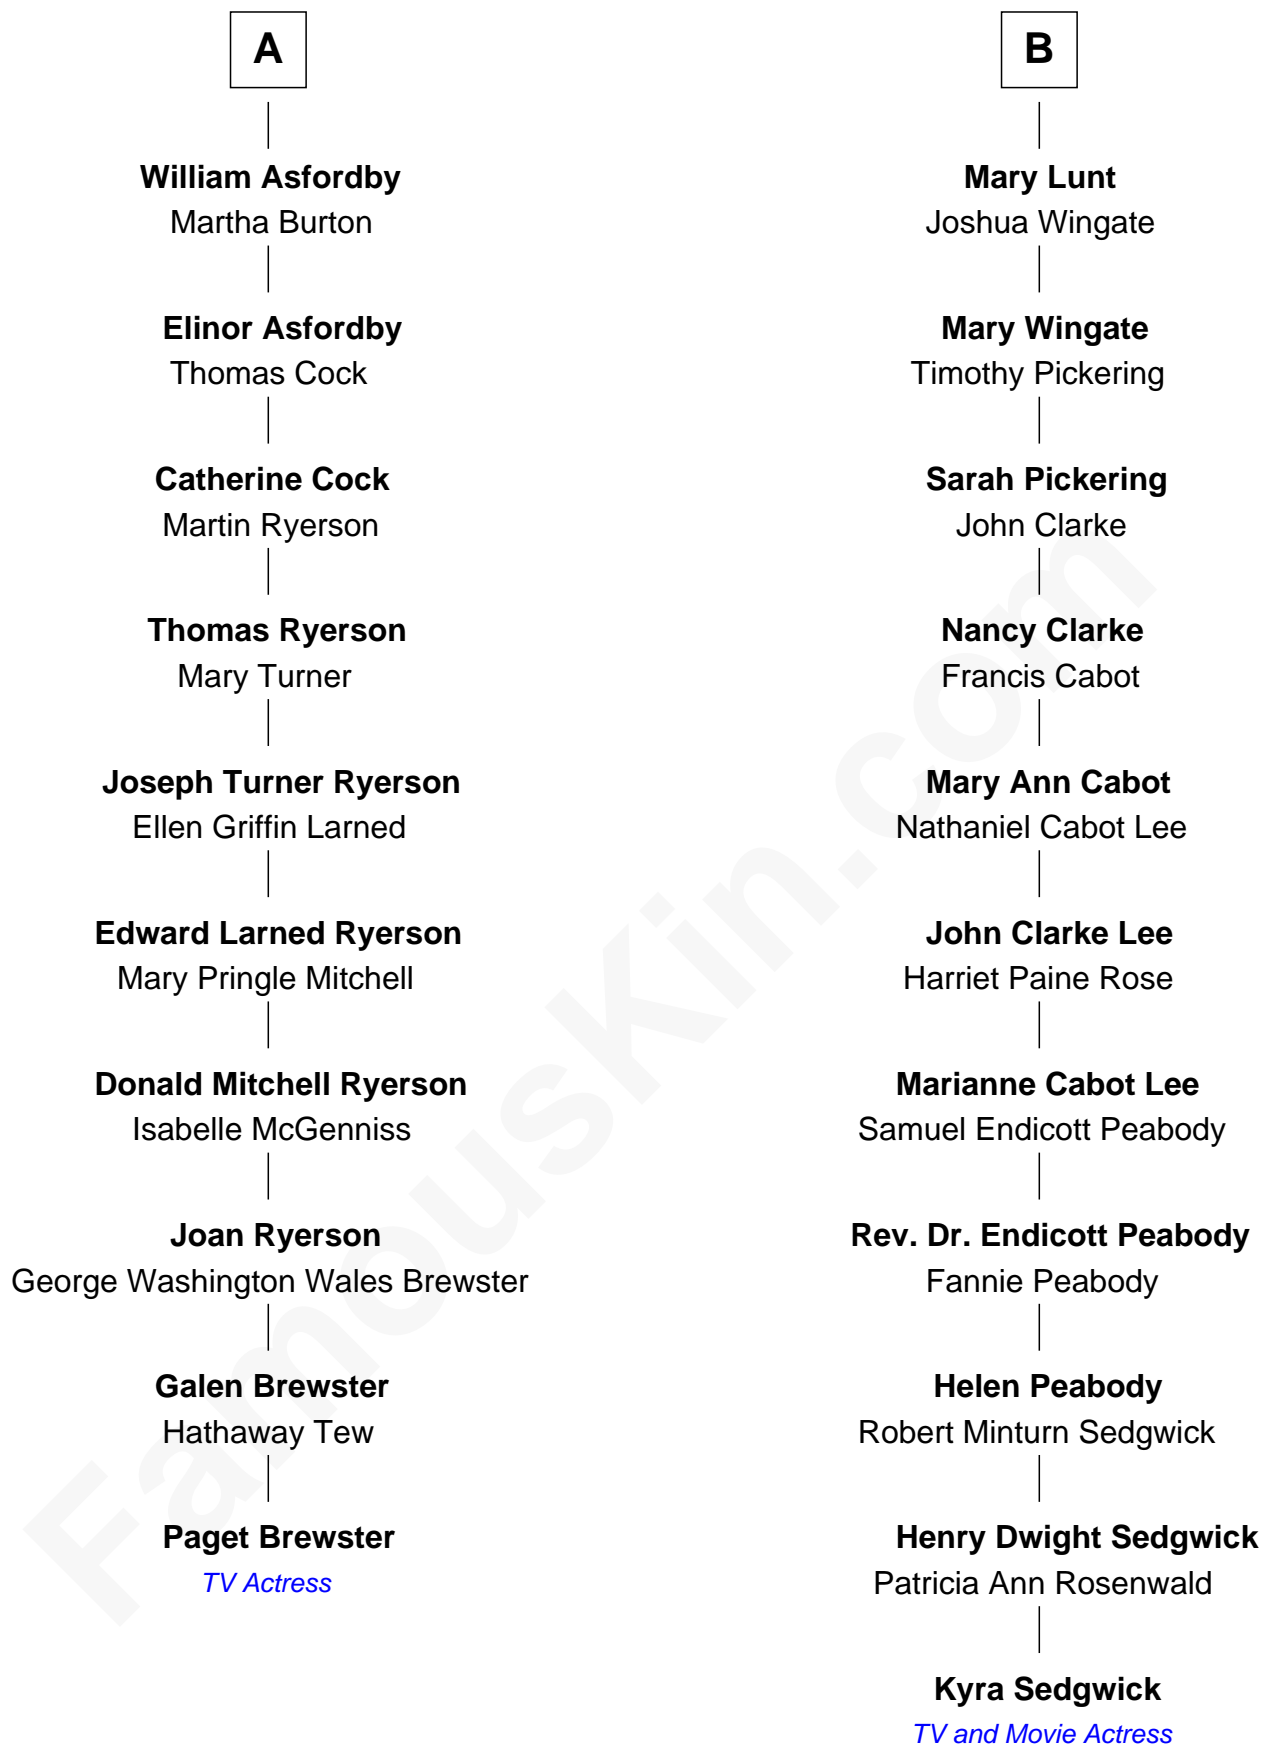 A
William Asfordby
Martha Burton
Elinor Asfordby
Thomas Cock
Catherine Cock
Martin Ryerson
Thomas Ryerson
Mary Turner
Joseph Turner Ryerson
Ellen Griffin Larned
Edward Larned Ryerson
Mary Pringle Mitchell
Donald Mitchell Ryerson
Isabelle McGenniss
Joan Ryerson
George Washington Wales Brewster
Galen Brewster
Hathaway Tew
Paget Brewster
TV Actress
B
Mary Lunt
Joshua Wingate
Mary Wingate
Timothy Pickering
Sarah Pickering
John Clarke
Nancy Clarke
Francis Cabot
Mary Ann Cabot
Nathaniel Cabot Lee
John Clarke Lee
Harriet Paine Rose
Marianne Cabot Lee
Samuel Endicott Peabody
Rev. Dr. Endicott Peabody
Fannie Peabody
Helen Peabody
Robert Minturn Sedgwick
Henry Dwight Sedgwick
Patricia Ann Rosenwald
Kyra Sedgwick
TV and Movie Actress
FamousKin.com